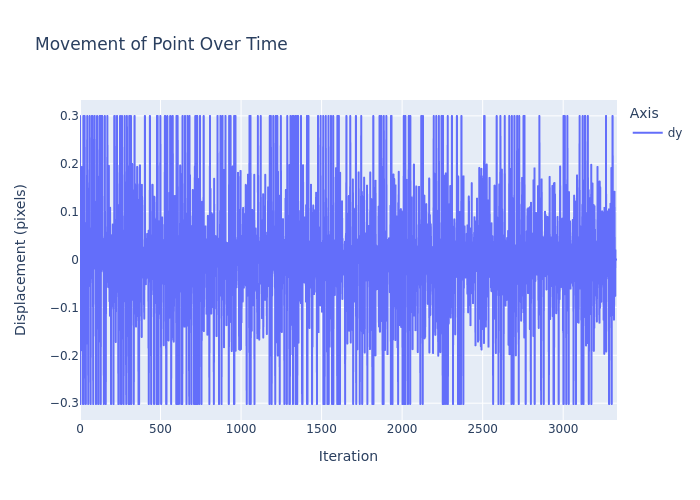 Movement of Point Over Time
Axis
dy
Displacement (pixels)
0.3
0.2
0.1
0
−0.1
−0.2
−0.3
0
500
1000
1500
2000
2500
3000
Iteration